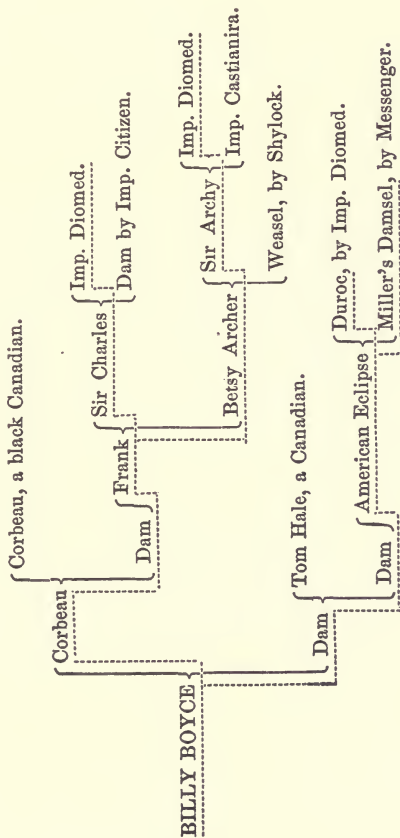 BILLY BOYCE
Corbeau
Corbeau, a black Canadian.
Dam
Frank
Sir Charles
Imp. Diomed.
Dam by Imp. Citizen.
Betsy Archer
Sir Archy
Imp. Diomed.
Imp. Castianira.
Weasel, by Shylock.
Dam
Tom Hale, a Canadian.
Dam
American Eclipse
Duroc, by Imp. Diomed.
Miller's Damsel, by Messenger.